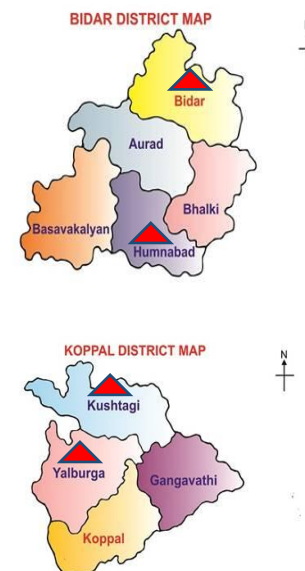 BIDAR DISTRICT MAP
Bidar
Aurad
Bhalki
Basavakalyan
Humnabad
KOPPAL DISTRICT MAP
N
Kushtagi
Yalburga
Gangavathi
Koppal